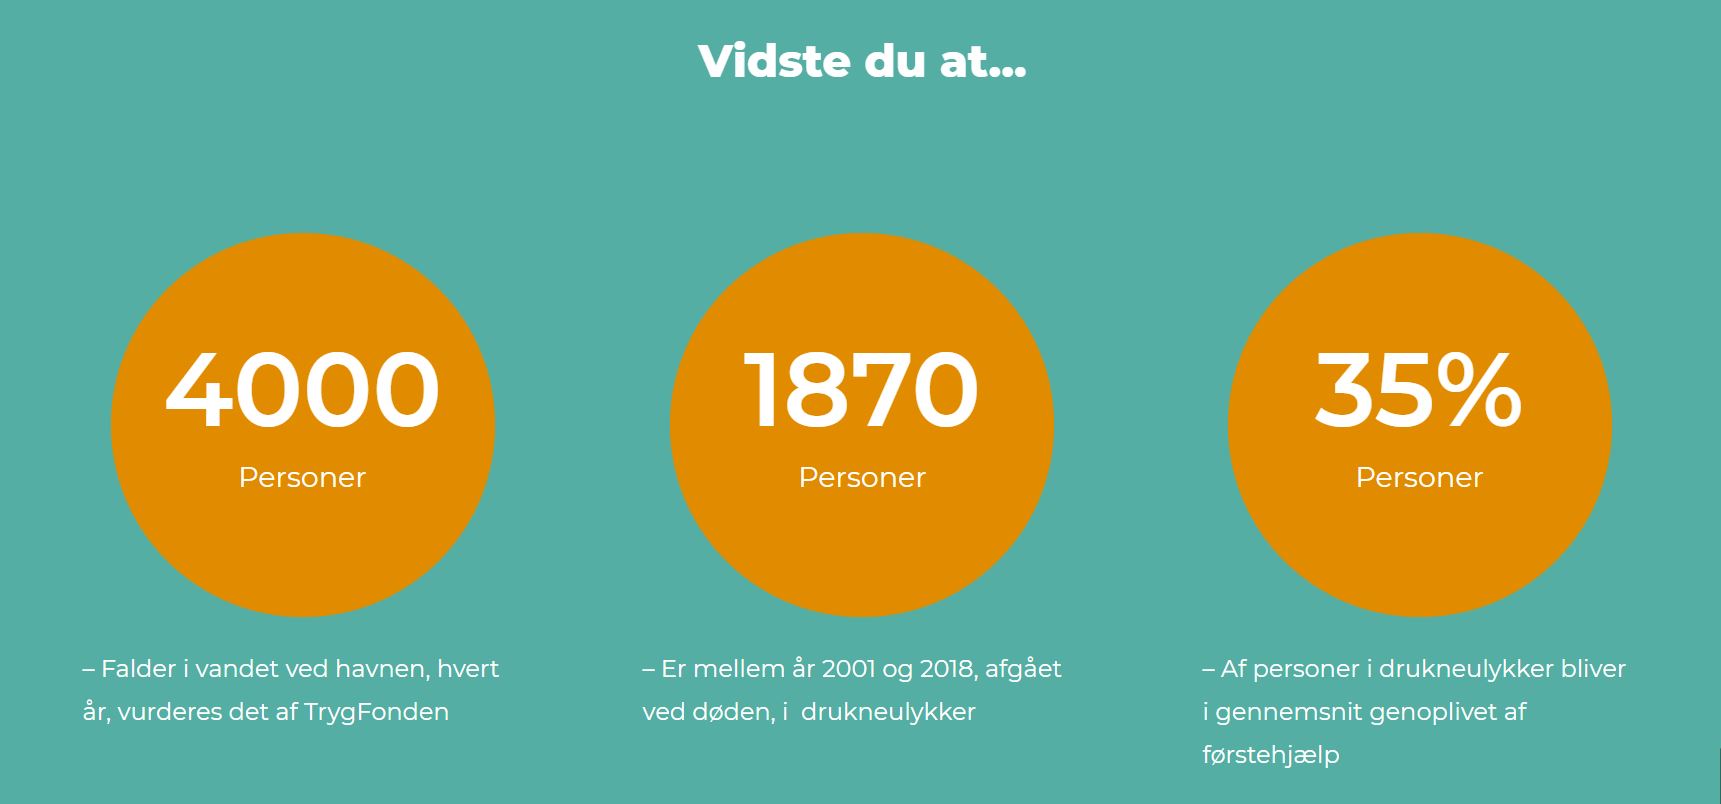 Vidste du at...
4000
Personer
– Falder i vandet ved havnen, hvert
år, vurderes det af TrygFonden
1870
Personer
– Er mellem år 2001 og 2018, afgået
ved døden, i  drukneulykker
35%
Personer
– Af personer i drukneulykker bliver
i gennemsnit genoplivet af
førstehjælp